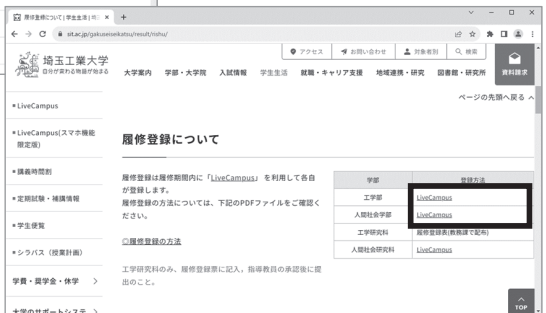 履修登録について | 学生生活 | 埼玉
sit.ac.jp/gakuseiseikatsu/result/rishu/
アクセス
お問い合わせ
対象者別
検索
埼玉工業大学
自分が変わる物語が始まる
大学案内 学部・大学院 入試情報 学生生活 就職・キャリア支援 地域連携・研究 図書館・研究所
資料請求
ページの先頭へ戻る
LiveCampus
LiveCampus(スマホ機能
限定版)
講義時間割
定期試験・補講情報
学生便覧
シラバス（授業計画）
学費・奨学金・休学
大学のサポートシステ
履修登録について
履修登録は履修期間内に「LiveCampus」 を利用して各自
が登録します。
履修登録の方法については、下記のPDFファイルをご確認く
ださい。
◎履修登録の方法
工学研究科のみ、履修登録票に記入，指導教員の承認後に提
出のこと。
学部 登録方法
工学部 LiveCampus
人間社会学部 LiveCampus
工学研究科 履修登録表(教務課で配布)
人間社会研究科 LiveCampus
TOP